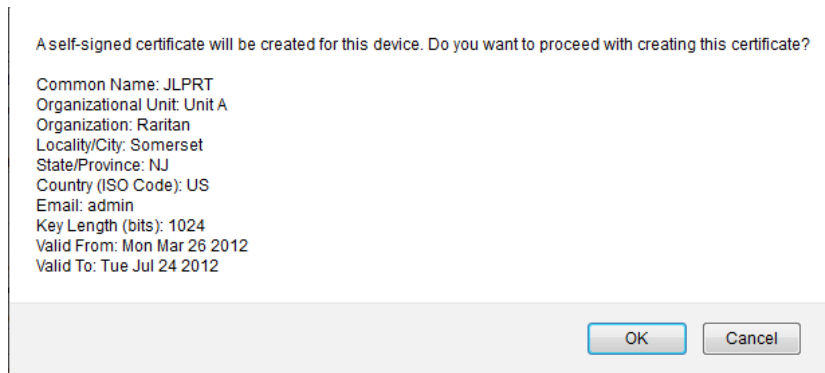 A self-signed certificate will be created for this device. Do you want to proceed with creating this certificate?
Common Name: JLPRT
Organizational Unit: Unit A
Organization: Raritan
Locality/City: Somerset
State/Province: NJ
Country (ISO Code): US
Email: admin
Key Length (bits): 1024
Valid From: Mon Mar 26 2012
Valid To: Tue Jul 24 2012
OK Cancel